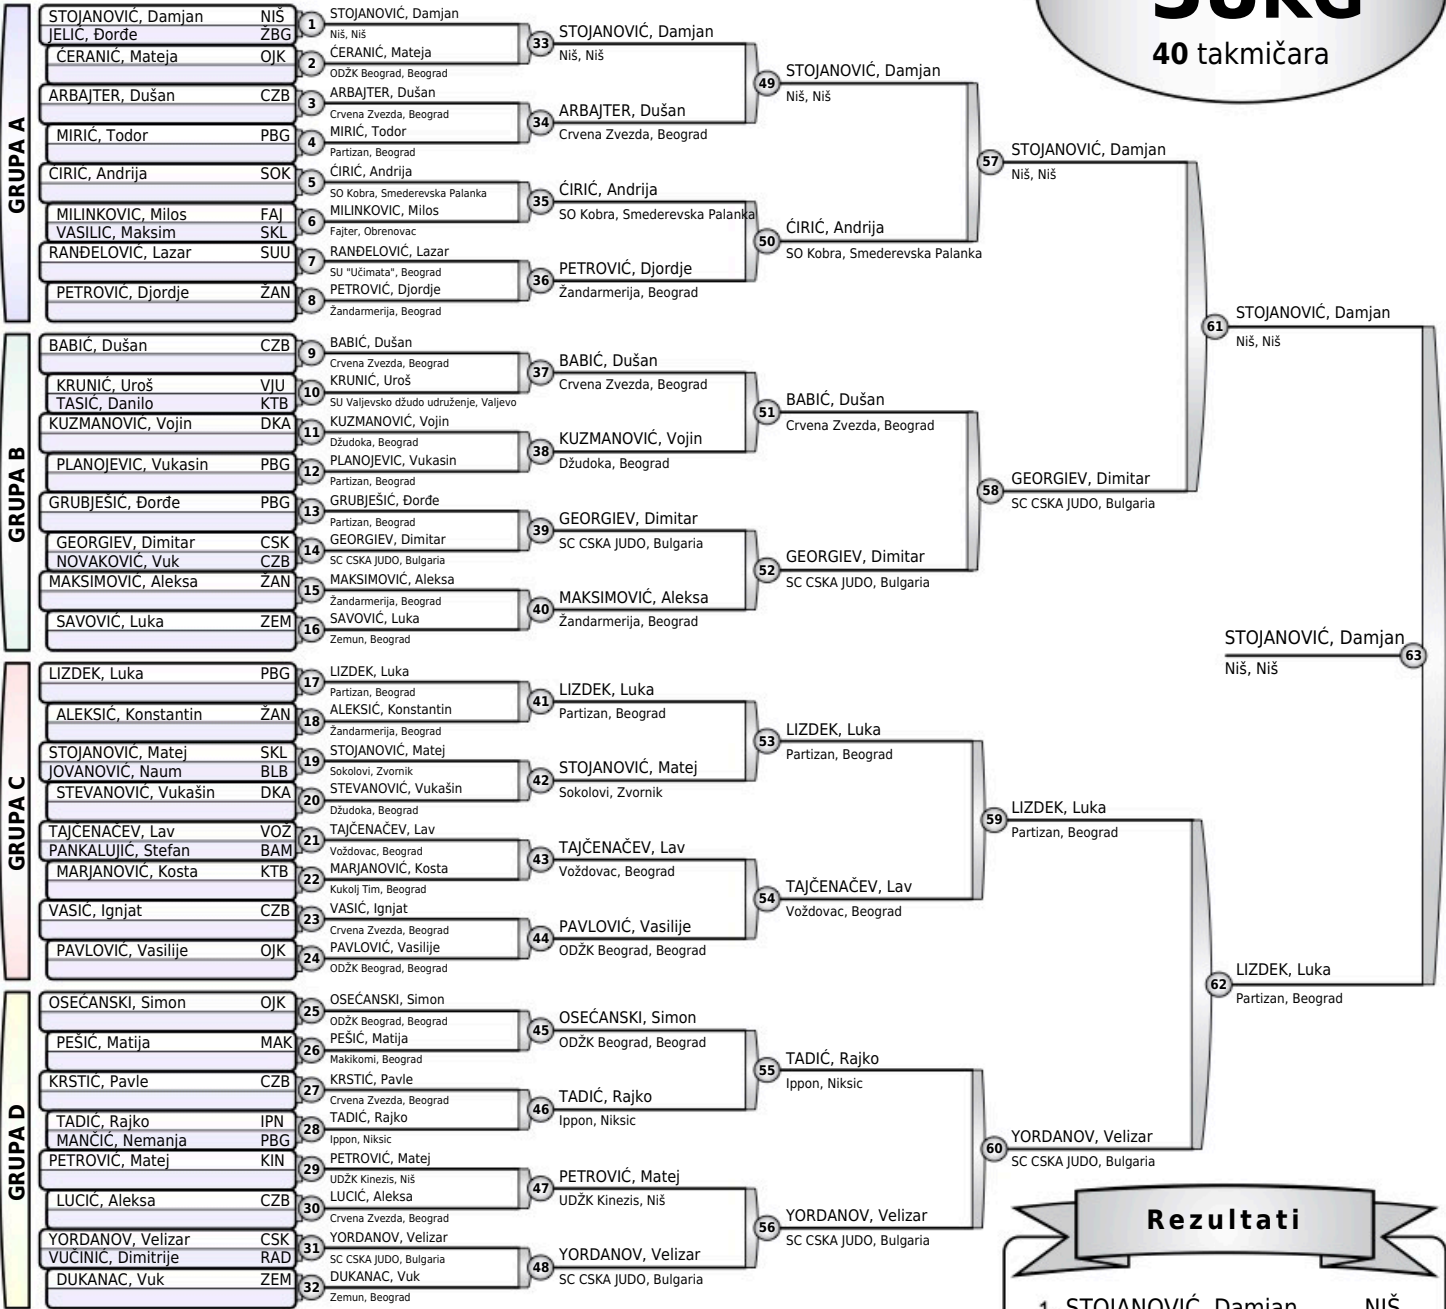 50KG
40 takmičara
GRUPA A
STOJANOVIĆ, Damjan NIŠ
JELIĆ, Đorđe ŽBG
ĆERANIĆ, Mateja OJK
ARBAJTER, Dušan CZB
MIRIĆ, Todor PBG
ĆIRIĆ, Andrija SOK
MILINKOVIC, Milos FAJ
VASILIC, Maksim SKL
RANĐELOVIĆ, Lazar SUU
PETROVIĆ, Djordje ŽAN
GRUPA B
BABIĆ, Dušan CZB
KRUNIĆ, Uroš VJU
TASIĆ, Danilo KTB
KUZMANOVIĆ, Vojin DKA
PLANOJEVIC, Vukasin PBG
GRUBJEŠIĆ, Đorđe PBG
GEORGIEV, Dimitar CSK
NOVAKOVIĆ, Vuk CZB
MAKSIMOVIĆ, Aleksa ŽAN
SAVOVIĆ, Luka ZEM
GRUPA C
LIZDEK, Luka PBG
ALEKSIĆ, Konstantin ŽAN
STOJANOVIĆ, Matej SKL
JOVANOVIĆ, Naum BLB
STEVANOVIĆ, Vukašin DKA
TAJČENAČEV, Lav VOŽ
PANKALUJIĆ, Stefan BAM
MARJANOVIĆ, Kosta KTB
VASIĆ, Ignjat CZB
PAVLOVIĆ, Vasilije OJK
GRUPA D
OSEĆANSKI, Simon OJK
PEŠIĆ, Matija MAK
KRSTIĆ, Pavle CZB
TADIĆ, Rajko IPN
MANČIĆ, Nemanja PBG
PETROVIĆ, Matej KIN
LUCIĆ, Aleksa CZB
YORDANOV, Velizar CSK
VUČINIĆ, Dimitrije RAD
DUKANAC, Vuk ZEM
1 STOJANOVIĆ, Damjan
Niš, Niš
2 ĆERANIĆ, Mateja
ODŽK Beograd, Beograd
3 ARBAJTER, Dušan
Crvena Zvezda, Beograd
4 MIRIĆ, Todor
Partizan, Beograd
5 ĆIRIĆ, Andrija
SO Kobra, Smederevska Palanka
6 MILINKOVIC, Milos
Fajter, Obrenovac
7 RANĐELOVIĆ, Lazar
SU "Učimata", Beograd
8 PETROVIĆ, Djordje
Žandarmerija, Beograd
9 BABIĆ, Dušan
Crvena Zvezda, Beograd
10 KRUNIĆ, Uroš
SU Valjevsko džudo udruženje, Valjevo
11 KUZMANOVIĆ, Vojin
Džudoka, Beograd
12 PLANOJEVIC, Vukasin
Partizan, Beograd
13 GRUBJEŠIĆ, Đorđe
Partizan, Beograd
14 GEORGIEV, Dimitar
SC CSKA JUDO, Bulgaria
15 MAKSIMOVIĆ, Aleksa
Žandarmerija, Beograd
16 SAVOVIĆ, Luka
Zemun, Beograd
17 LIZDEK, Luka
Partizan, Beograd
18 ALEKSIĆ, Konstantin
Žandarmerija, Beograd
19 STOJANOVIĆ, Matej
Sokolovi, Zvornik
20 STEVANOVIĆ, Vukašin
Džudoka, Beograd
21 TAJČENAČEV, Lav
Voždovac, Beograd
22 MARJANOVIĆ, Kosta
Kukolj Tim, Beograd
23 VASIĆ, Ignjat
Crvena Zvezda, Beograd
24 PAVLOVIĆ, Vasilije
ODŽK Beograd, Beograd
25 OSEĆANSKI, Simon
ODŽK Beograd, Beograd
26 PEŠIĆ, Matija
Makikomi, Beograd
27 KRSTIĆ, Pavle
Crvena Zvezda, Beograd
28 TADIĆ, Rajko
Ippon, Niksic
29 PETROVIĆ, Matej
UDŽK Kinezis, Niš
30 LUCIĆ, Aleksa
Crvena Zvezda, Beograd
31 YORDANOV, Velizar
SC CSKA JUDO, Bulgaria
32 DUKANAC, Vuk
Zemun, Beograd
33 STOJANOVIĆ, Damjan
Niš, Niš
34 ARBAJTER, Dušan
Crvena Zvezda, Beograd
35 ĆIRIĆ, Andrija
SO Kobra, Smederevska Palanka
36 PETROVIĆ, Djordje
Žandarmerija, Beograd
37 BABIĆ, Dušan
Crvena Zvezda, Beograd
38 KUZMANOVIĆ, Vojin
Džudoka, Beograd
39 GEORGIEV, Dimitar
SC CSKA JUDO, Bulgaria
40 MAKSIMOVIĆ, Aleksa
Žandarmerija, Beograd
41 LIZDEK, Luka
Partizan, Beograd
42 STOJANOVIĆ, Matej
Sokolovi, Zvornik
43 TAJČENAČEV, Lav
Voždovac, Beograd
44 PAVLOVIĆ, Vasilije
ODŽK Beograd, Beograd
45 OSEĆANSKI, Simon
ODŽK Beograd, Beograd
46 TADIĆ, Rajko
Ippon, Niksic
47 PETROVIĆ, Matej
UDŽK Kinezis, Niš
48 YORDANOV, Velizar
SC CSKA JUDO, Bulgaria
49 STOJANOVIĆ, Damjan
Niš, Niš
50 ĆIRIĆ, Andrija
SO Kobra, Smederevska Palanka
51 BABIĆ, Dušan
Crvena Zvezda, Beograd
52 GEORGIEV, Dimitar
SC CSKA JUDO, Bulgaria
53 LIZDEK, Luka
Partizan, Beograd
54 TAJČENAČEV, Lav
Voždovac, Beograd
55 TADIĆ, Rajko
Ippon, Niksic
56 YORDANOV, Velizar
SC CSKA JUDO, Bulgaria
57 STOJANOVIĆ, Damjan
Niš, Niš
58 GEORGIEV, Dimitar
SC CSKA JUDO, Bulgaria
59 LIZDEK, Luka
Partizan, Beograd
60 YORDANOV, Velizar
SC CSKA JUDO, Bulgaria
61 STOJANOVIĆ, Damjan
Niš, Niš
62 LIZDEK, Luka
Partizan, Beograd
STOJANOVIĆ, Damjan 63
Niš, Niš
Rezultati
1. STOJANOVIĆ, Damjan NIŠ